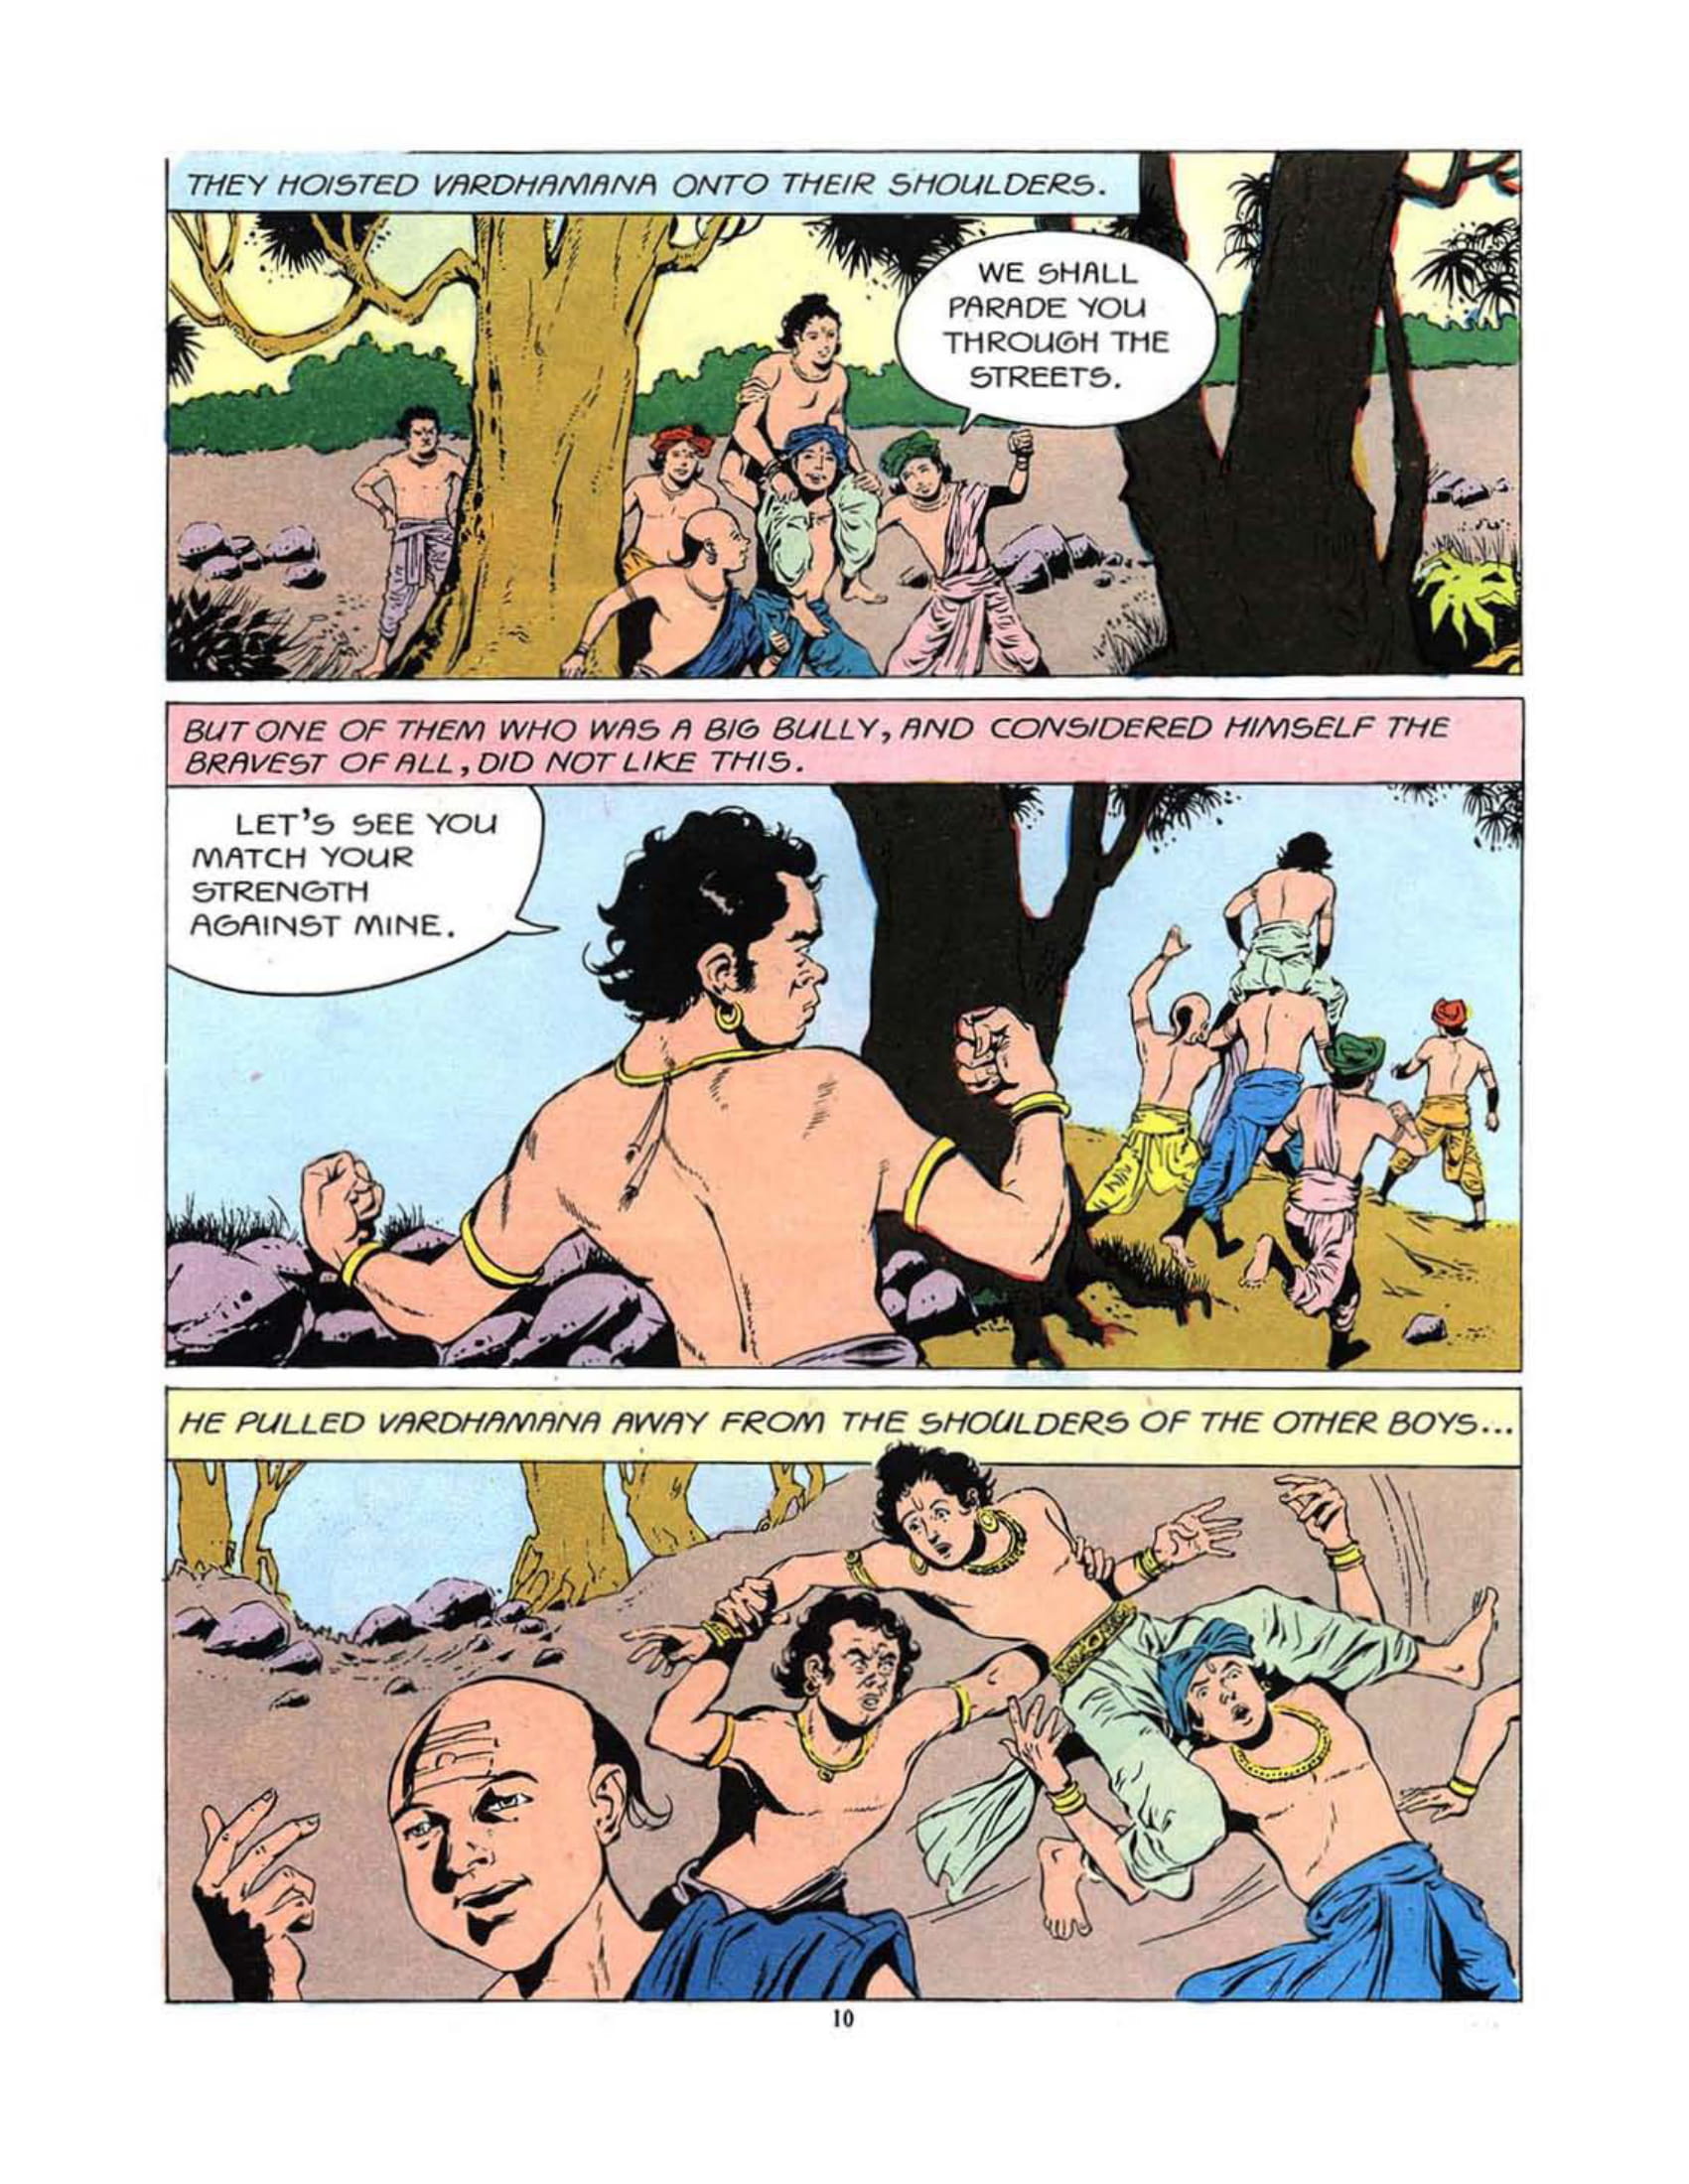 THEY HOISTED VARDHAMANA ONTO THEIR SHOULDERS.
WE SHALL
PARADE YOU
THROUGH THE
STREETS.
BUT ONE OF THEM WHO WAS A BIG BULLY, AND CONSIDERED HIMSELF THE
BRAVEST OF ALL, DID NOT LIKE THIS.
LET'S SEE YOU
MATCH YOUR
STRENGTH
AGAINST MINE.
HE PULLED VARDHAMANA AWAY FROM THE SHOULDERS OF THE OTHER BOYS...
10